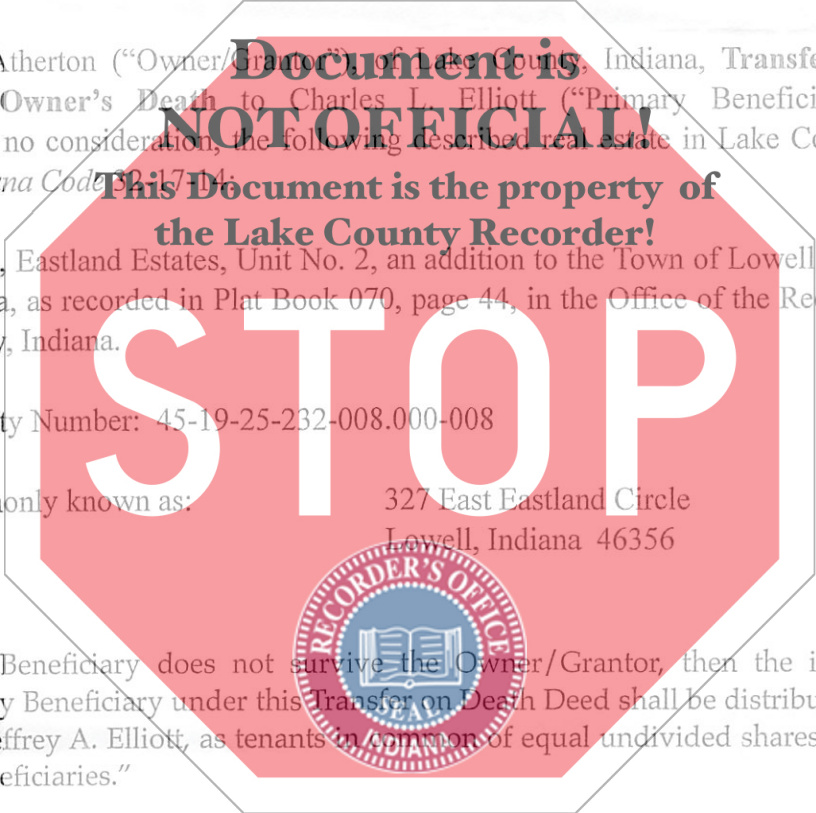 Document is
NOT OFFICIAL!
This Document is the property of
the Lake County Recorder!
STOP
RECORDER'S OFFICE
SEAL
INDIANA
Atherton ("Owner/Grantor"), of Lake County, Indiana, Transfe
Owner's Death to Charles L. Elliott ("Primary Benefici
no consideration, the following described real estate in Lake Co
na Code 32-17-14:
, Eastland Estates, Unit No. 2, an addition to the Town of Lowell
a, as recorded in Plat Book 070, page 44, in the Office of the Re
y, Indiana.
ty Number: 45-19-25-232-008.000-008
only known as: 327 East Eastland Circle
Lowell, Indiana 46356
Beneficiary does not survive the Owner/Grantor, then the i
y Beneficiary under this Transfer on Death Deed shall be distribu
effrey A. Elliott, as tenants in common of equal undivided shares
eficiaries."